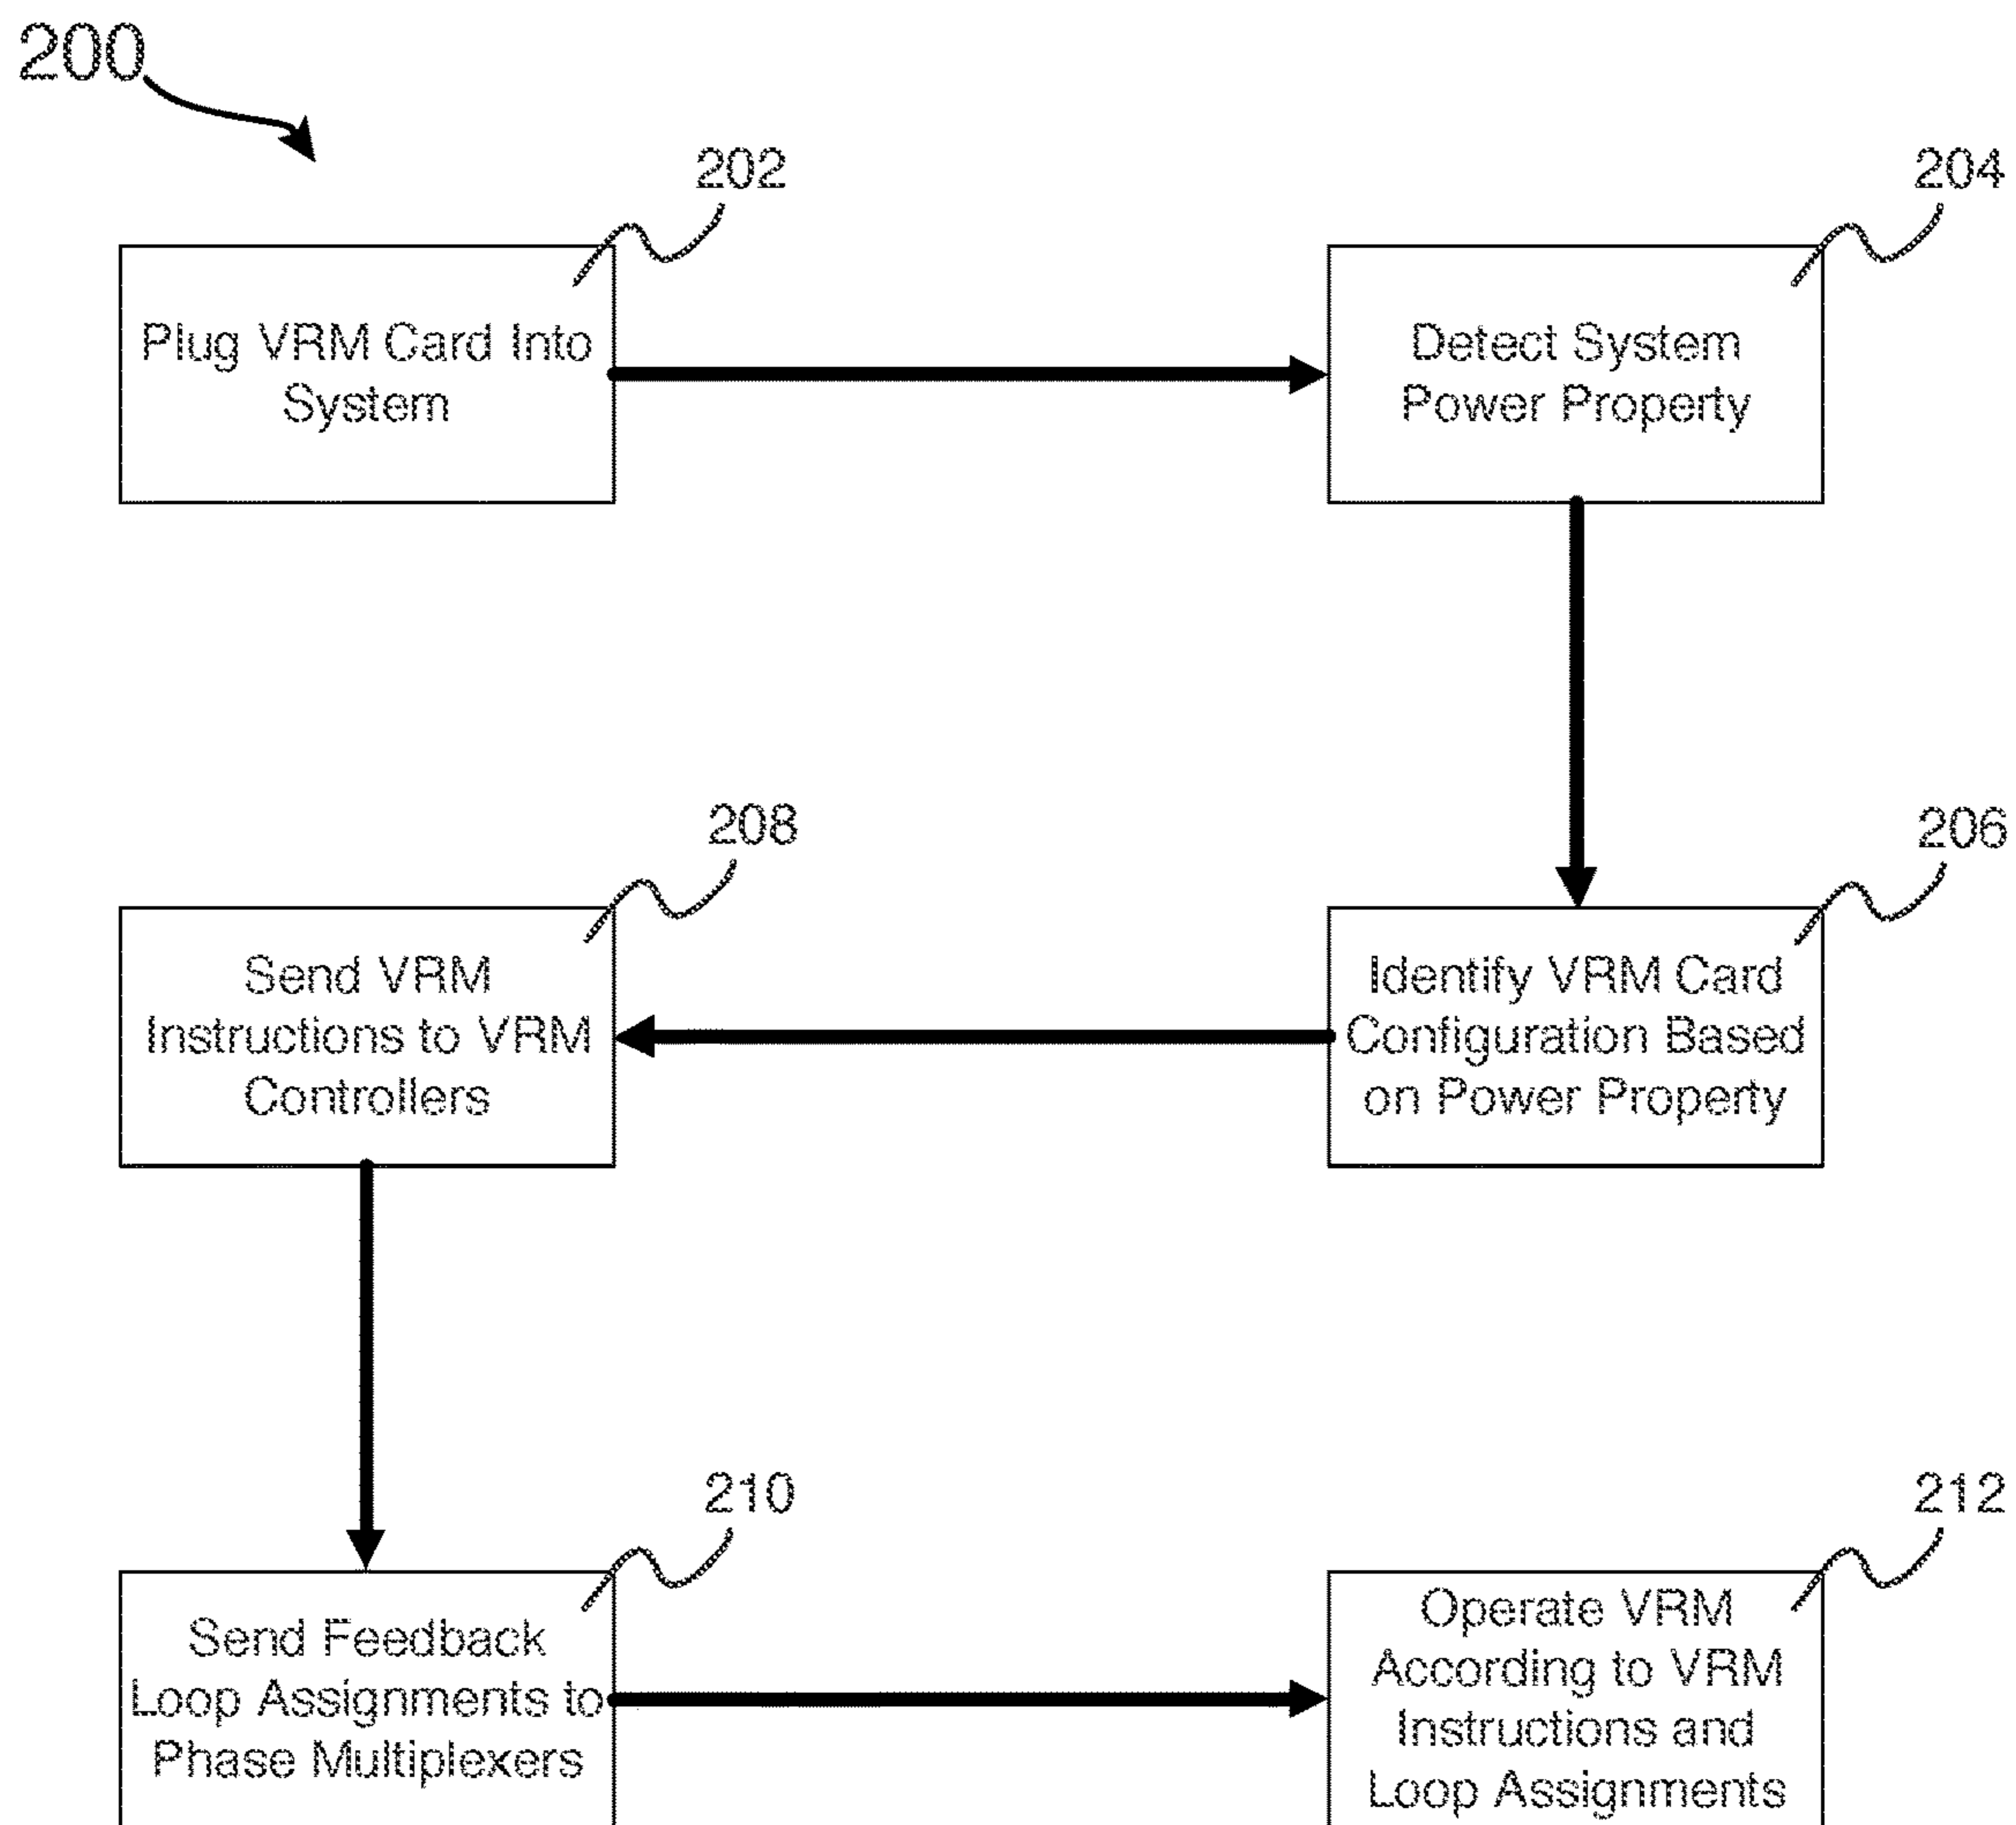 200
202
204
Plug VRM Card Into
System
Detect System
Power Property
208
206
Send VRM
Instructions to VRM
Controllers
Identify VRM Card
Configuration Based
on Power Property
210
212
Send Feedback
Loop Assignments to
Phase Multiplexers
Operate VRM
According to VRM
Instructions and
Loop Assignments